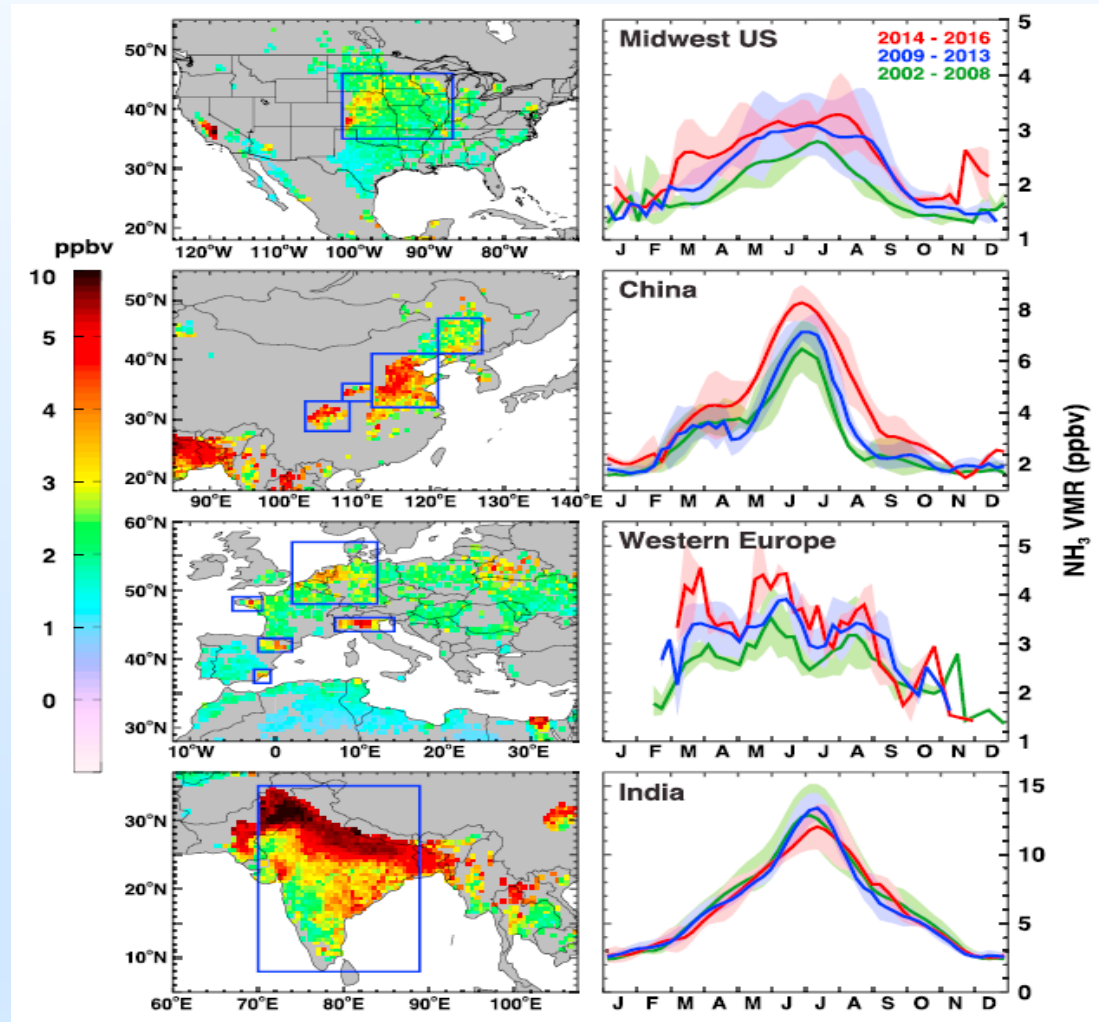 ppbv
10
5
4
3
2
1
0
50°N
40°N
30°N
20°N
120°W 100°W 90°W 80°W
Midwest US
2014 - 2016
2009 - 2013
2002 - 2008
5
4
3
2
1
J F M A M J J A S O N D
50°N
40°N
30°N
20°N
90°E 100°E 110°E 120°E 130°E 140°E
China
8
6
4
2
J F M A M J J A S O N D
60°N
50°N
40°N
30°N
10°W 0° 10°E 20°E 30°E
Western Europe
5
4
3
2
1
J F M A M J J A S O N D
30°N
20°N
10°N
60°E 70°E 80°E 90°E 100°E
India
15
10
5
0
J F M A M J J A S O N D
NH₃ VMR (ppbv)